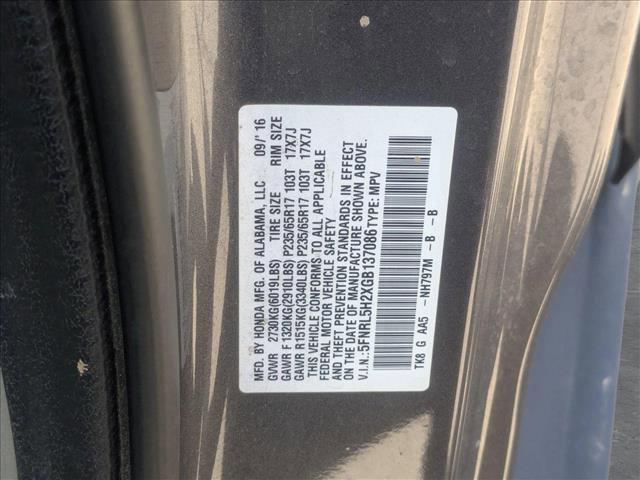 MFD. BY HONDA MFG. OF ALABAMA, LLC 09/'16
GVWR 2730KG(6019LBS) TIRE SIZE RIM SIZE
GAWR F1320KG(2910LBS) P235/65R17 103T 17X7J
GAWR R1515KG(3340LBS) P235/65R17 103T 17X7J
THIS VEHICLE CONFORMS TO ALL APPLICABLE
FEDERAL MOTOR VEHICLE SAFETY
AND THEFT PREVENTION STANDARDS IN EFFECT
ON THE DATE OF MANUFACTURE SHOWN ABOVE.
V.I.N.:5FNRL5H2XGB137086 TYPE: MPV
TK8 G AA5 -NH797M -B -B